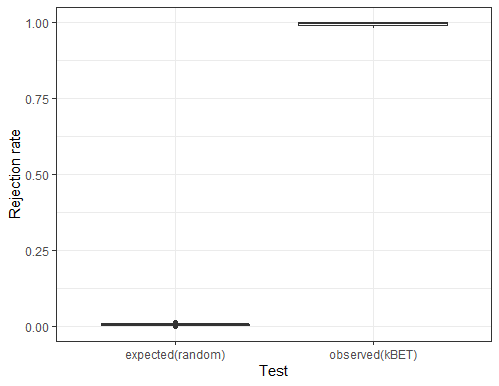 1.00
0.75
0.50
0.25
0.00
Rejection rate
expected(random)
observed(kBET)
Test